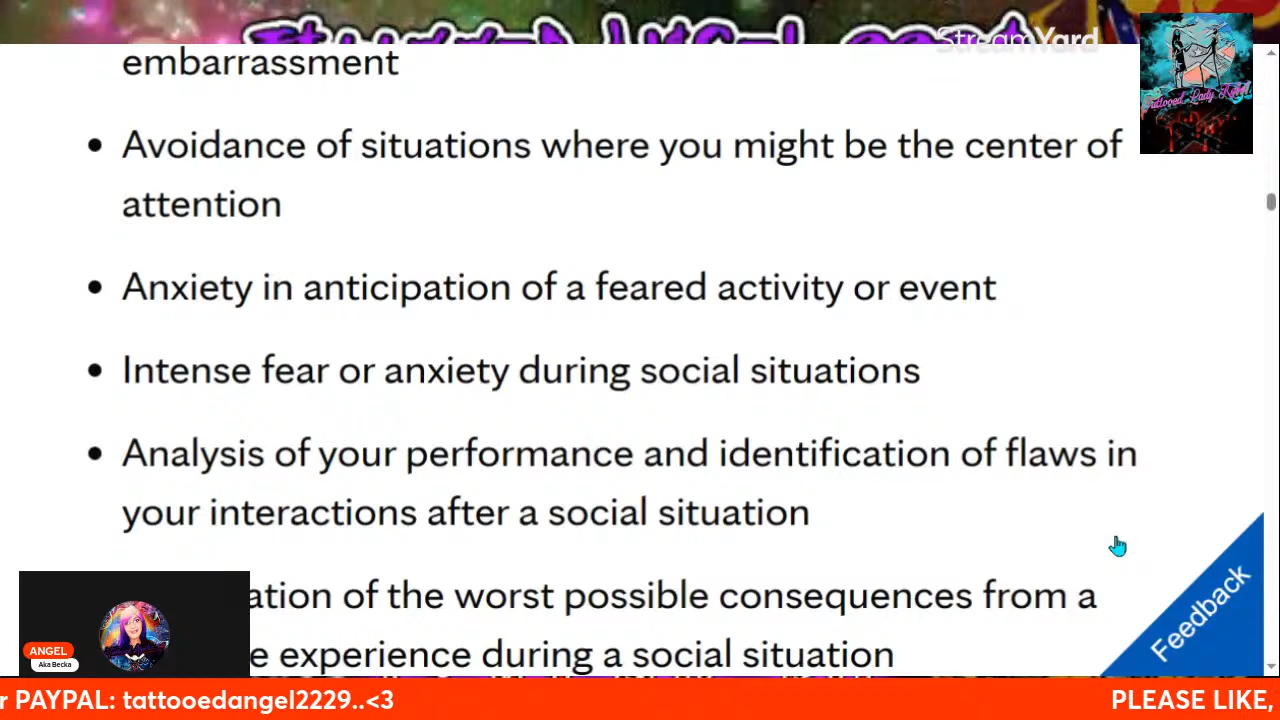 StreamYard
Tattooed Lady Rebel
embarrassment
• Avoidance of situations where you might be the center of
attention
• Anxiety in anticipation of a feared activity or event
• Intense fear or anxiety during social situations
• Analysis of your performance and identification of flaws in
your interactions after a social situation
ation of the worst possible consequences from a
e experience during a social situation
Feedback
ANGEL
Aka Becka
r PAYPAL: tattooedangel2229..<3
PLEASE LIKE,